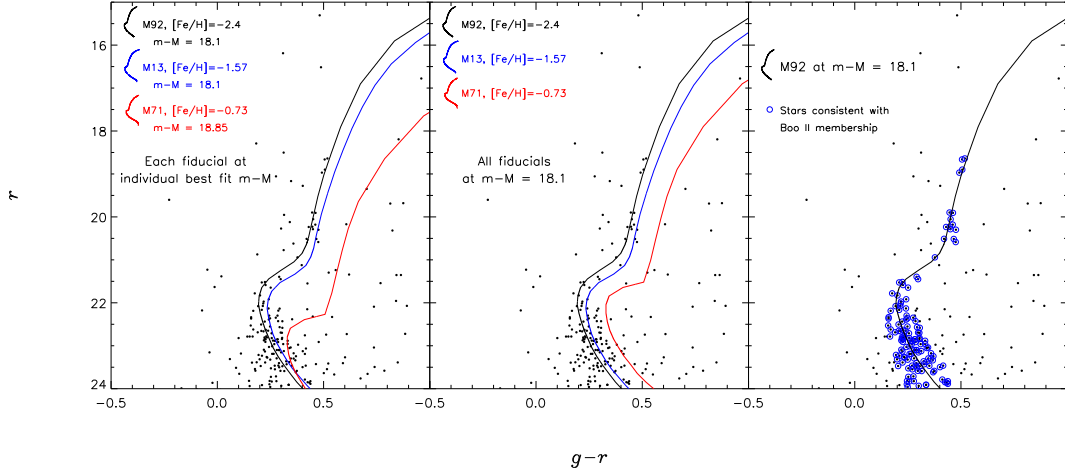 M92, [Fe/H]=−2.4
m−M = 18.1
M13, [Fe/H]=−1.57
m−M = 18.1
M71, [Fe/H]=−0.73
m−M = 18.85
Each fiducial at
individual best fit m−M
M92, [Fe/H]=−2.4
M13, [Fe/H]=−1.57
M71, [Fe/H]=−0.73
All fiducials
at m−M = 18.1
M92 at m−M = 18.1
Stars consistent with
Boo II membership
16
18
20
22
24
r
−0.5
0.0
0.5
−0.5
0.0
0.5
−0.5
0.0
0.5
g−r